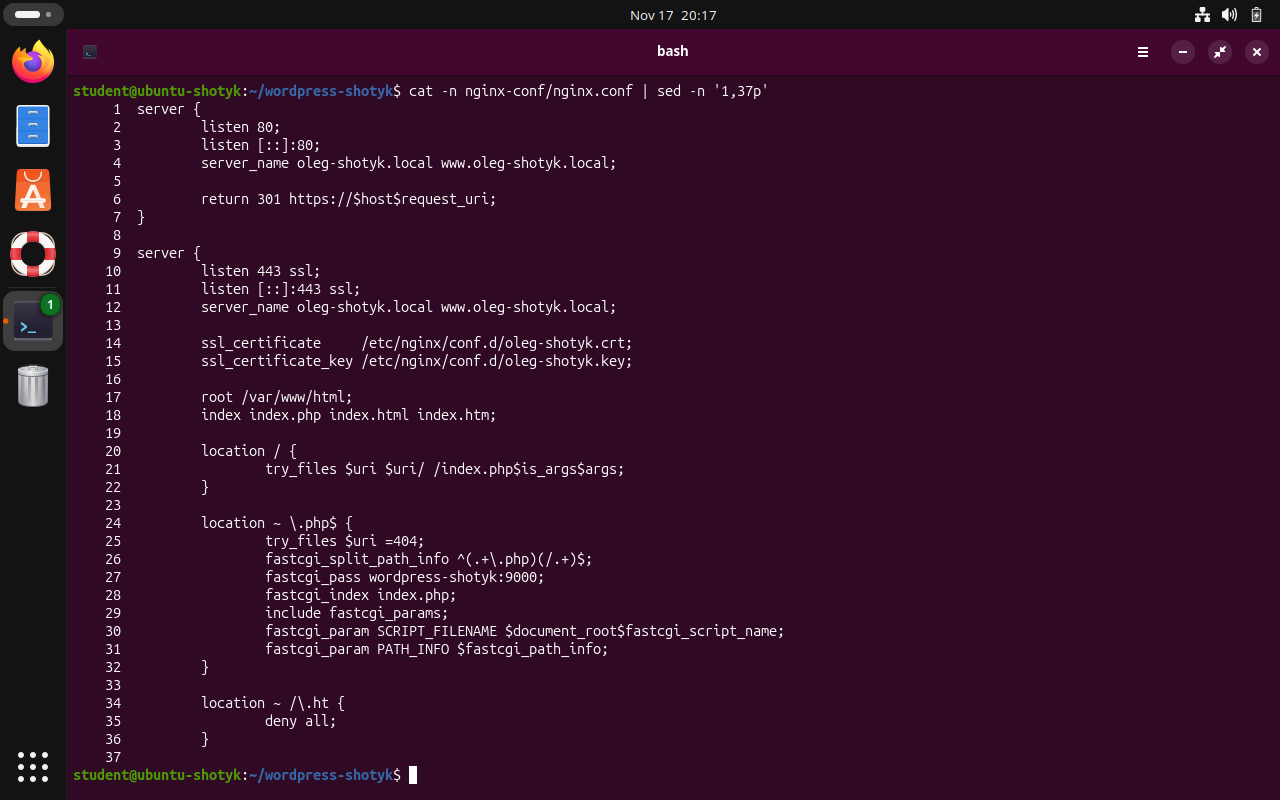 Nov 17 20:17
bash
student@ubuntu-shotyk:~/wordpress-shotyk$ cat -n nginx-conf/nginx.conf | sed -n '1,37p'
     1  server {
     2          listen 80;
     3          listen [::]:80;
     4          server_name oleg-shotyk.local www.oleg-shotyk.local;
     5
     6          return 301 https://$host$request_uri;
     7  }
     8
     9  server {
    10          listen 443 ssl;
    11          listen [::]:443 ssl;
    12          server_name oleg-shotyk.local www.oleg-shotyk.local;
    13
    14          ssl_certificate     /etc/nginx/conf.d/oleg-shotyk.crt;
    15          ssl_certificate_key /etc/nginx/conf.d/oleg-shotyk.key;
    16
    17          root /var/www/html;
    18          index index.php index.html index.htm;
    19
    20          location / {
    21                  try_files $uri $uri/ /index.php$is_args$args;
    22          }
    23
    24          location ~ \.php$ {
    25                  try_files $uri =404;
    26                  fastcgi_split_path_info ^(.+\.php)(/.+)$;
    27                  fastcgi_pass wordpress-shotyk:9000;
    28                  fastcgi_index index.php;
    29                  include fastcgi_params;
    30                  fastcgi_param SCRIPT_FILENAME $document_root$fastcgi_script_name;
    31                  fastcgi_param PATH_INFO $fastcgi_path_info;
    32          }
    33
    34          location ~ /\.ht {
    35                  deny all;
    36          }
    37
student@ubuntu-shotyk:~/wordpress-shotyk$
1